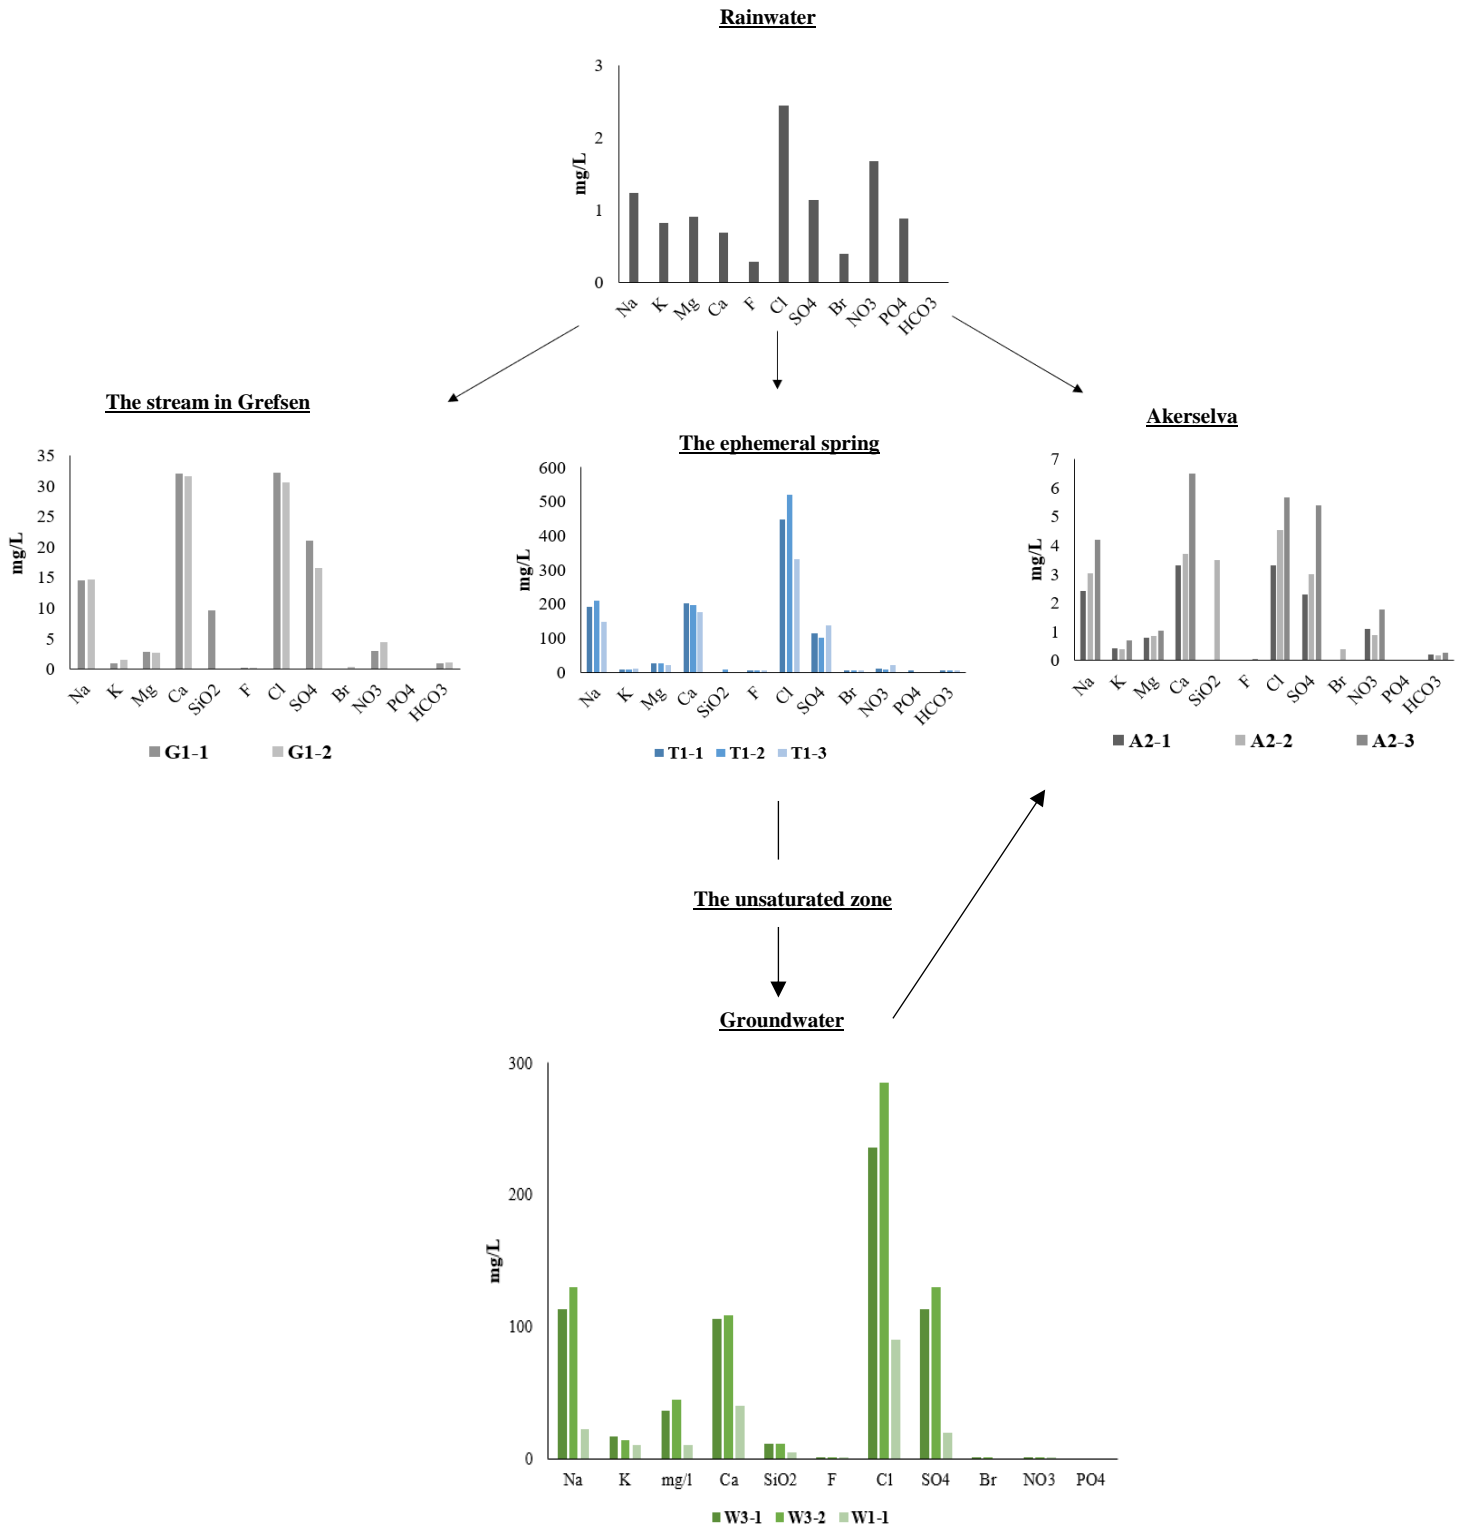 Rainwater
3
2
1
0
mg/L
Na K Mg Ca F Cl SO4 Br NO3 PO4 HCO3
The stream in Grefsen
35
30
25
20
15
10
5
0
mg/L
Na K Mg Ca SiO2 F Cl SO4 Br NO3 PO4 HCO3
G1-1 G1-2
The ephemeral spring
600
500
400
300
200
100
0
mg/L
Na K Mg Ca SiO2 F Cl SO4 Br NO3 PO4 HCO3
T1-1 T1-2 T1-3
Akerselva
7
6
5
4
3
2
1
0
mg/L
Na K Mg Ca SiO2 F Cl SO4 Br NO3 PO4 HCO3
A2-1 A2-2 A2-3
The unsaturated zone
Groundwater
300
200
100
0
mg/L
Na K mg/l Ca SiO2 F Cl SO4 Br NO3 PO4
W3-1 W3-2 W1-1